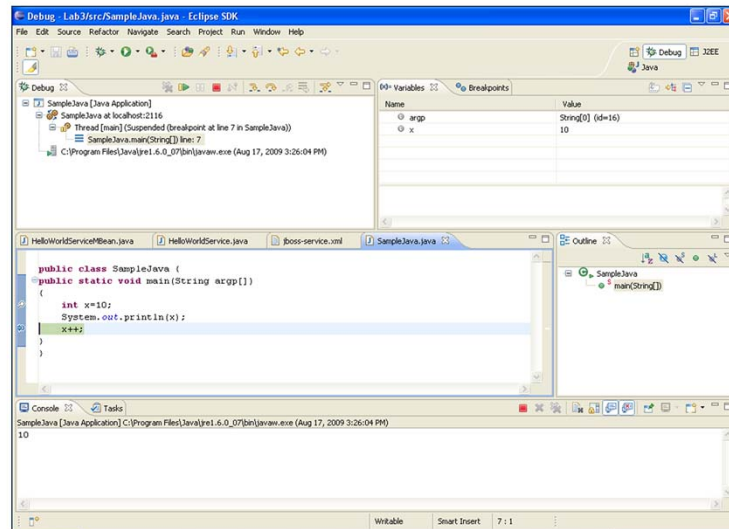 Debug - Lab3/src/SampleJava.java - Eclipse SDK
File Edit Source Refactor Navigate Search Project Run Window Help
Debug J2EE
Java
Debug
SampleJava [Java Application]
SampleJava at localhost:2116
Thread [main] (Suspended (breakpoint at line 7 in SampleJava))
SampleJava.main(String[]) line: 7
C:\Program Files\Java\jre1.6.0_07\bin\javaw.exe (Aug 17, 2009 3:26:04 PM)
(x)= Variables Breakpoints
Name Value
argp String[0] (id=16)
x 10
HelloWorldServiceMBean.java HelloWorldService.java jboss-service.xml SampleJava.java
public class SampleJava {
public static void main(String argp[])
{
int x=10;
System.out.println(x);
x++;
}
}
Outline
SampleJava
main(String[])
Console Tasks
SampleJava [Java Application] C:\Program Files\Java\jre1.6.0_07\bin\javaw.exe (Aug 17, 2009 3:26:04 PM)
10
Writable Smart Insert 7 : 1